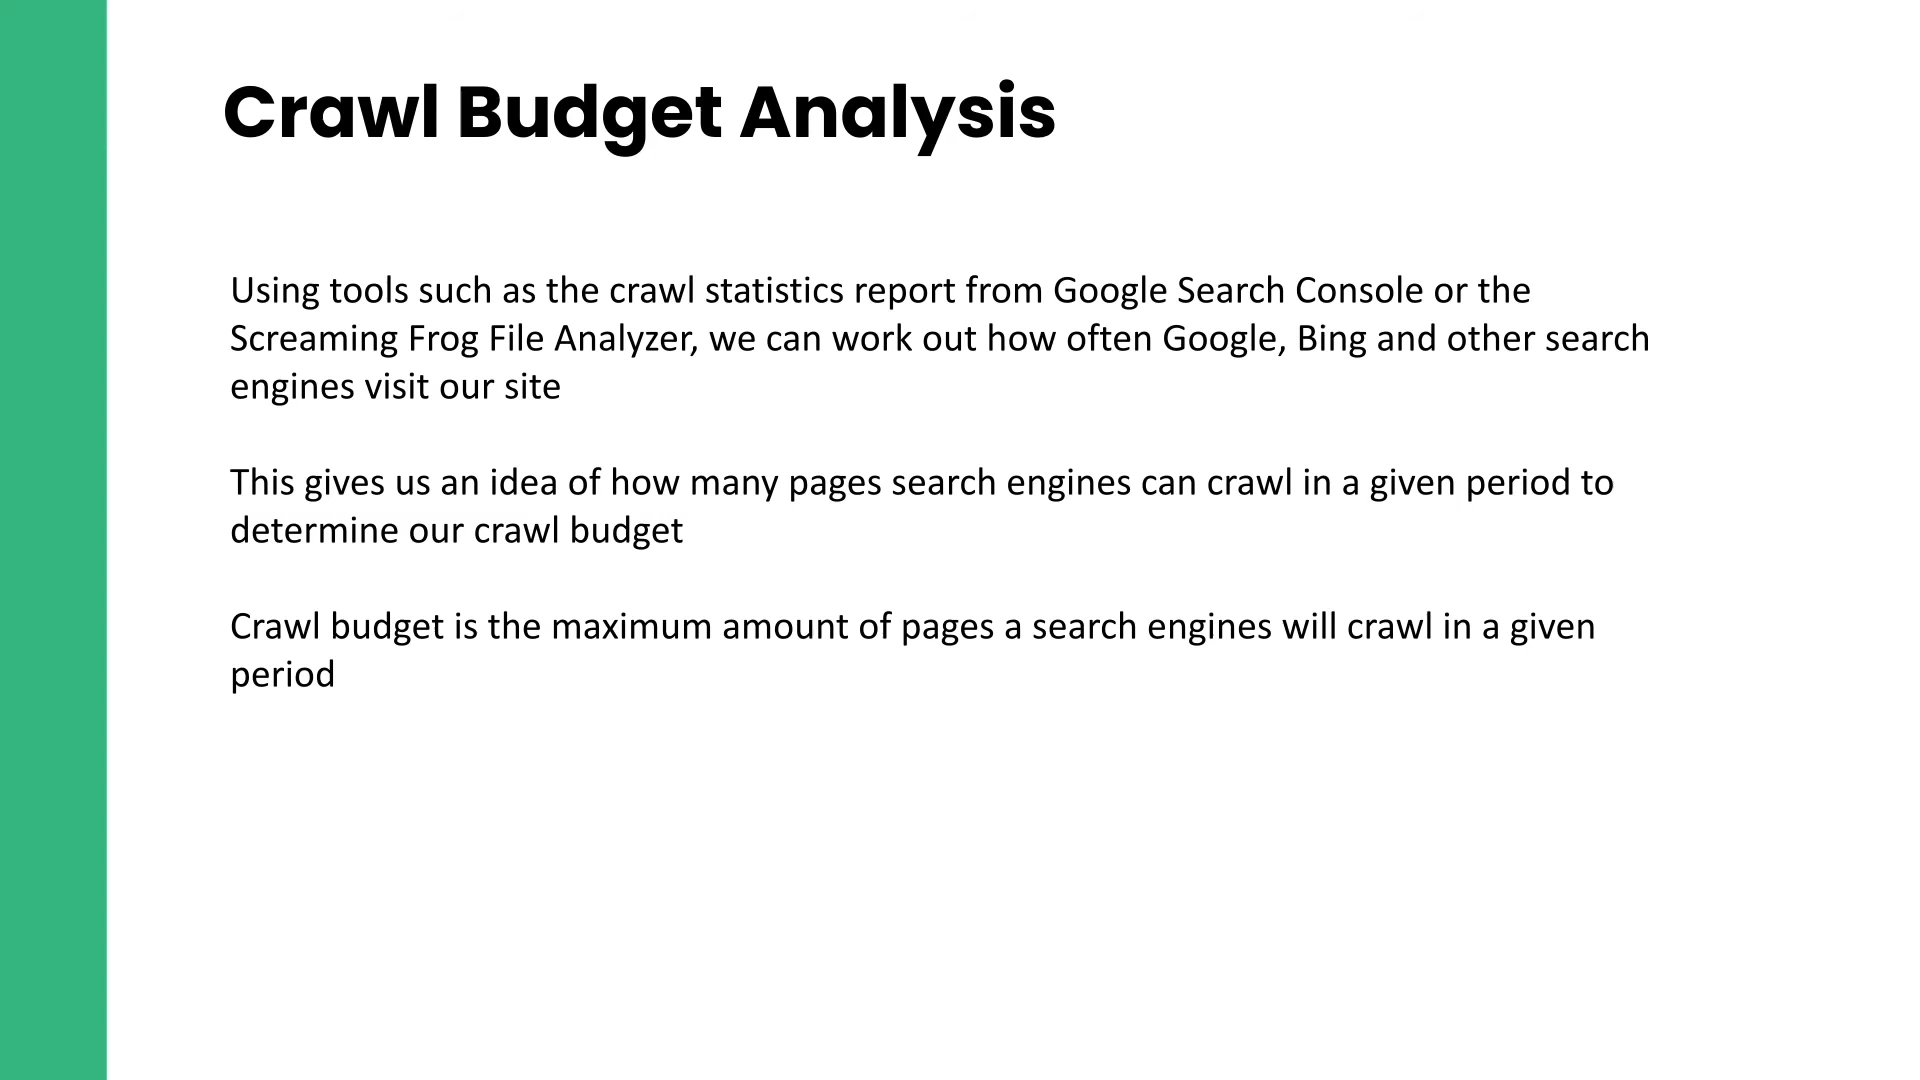 Crawl Budget Analysis
Using tools such as the crawl statistics report from Google Search Console or the
Screaming Frog File Analyzer, we can work out how often Google, Bing and other search
engines visit our site
This gives us an idea of how many pages search engines can crawl in a given period to
determine our crawl budget
Crawl budget is the maximum amount of pages a search engines will crawl in a given
period